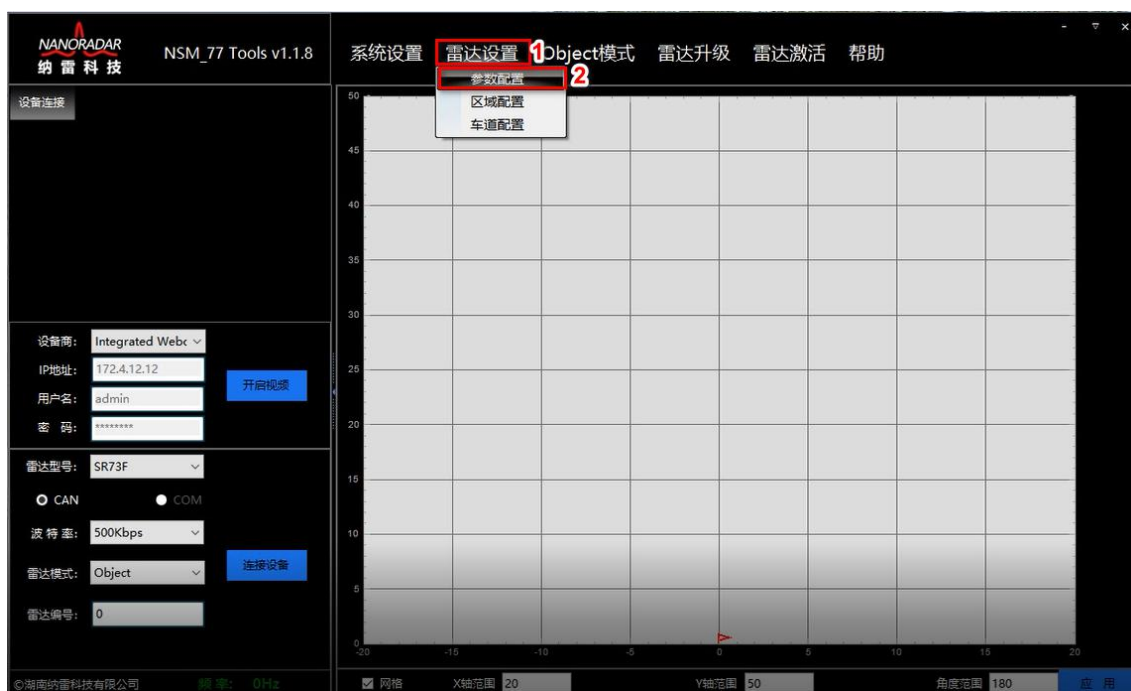 NANORADAR
纳雷科技
NSM_77 Tools v1.1.8
系统设置 雷达设置 1 Object模式 雷达升级 雷达激活 帮助
参数配置 2
区域配置
车道配置
设备连接
设备商: Integrated Webc
IP地址: 172.4.12.12
用户名: admin
密 码: ********
开启视频
雷达型号: SR73F
CAN COM
波特率: 500Kbps
雷达模式: Object
连接设备
雷达编号: 0
©湖南纳雷科技有限公司 频率: 0Hz
50
45
40
35
30
25
20
15
10
5
0
-20 -15 -10 -5 0 5 10 15 20
网格 X轴范围 20 Y轴范围 50 角度范围 180 应用